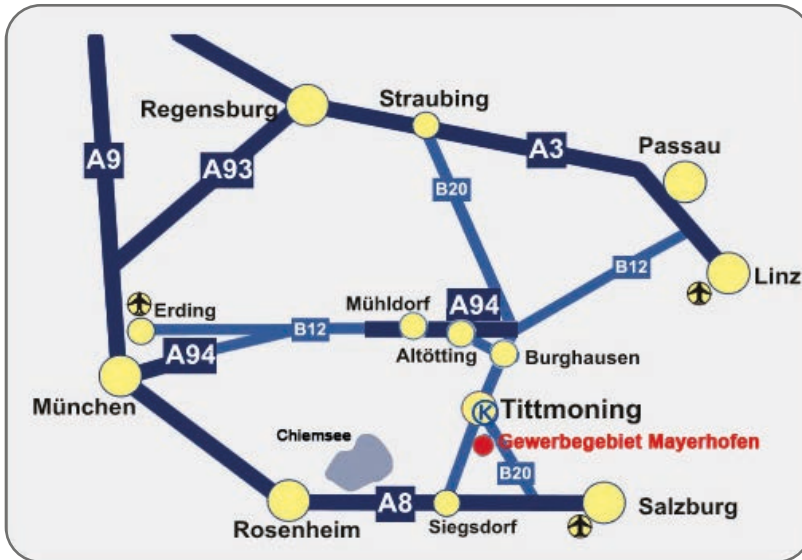 Straubing
Regensburg
Passau
A9
A93
A3
B20
B12
Linz
Erding
Mühldorf
A94
B12
A94
Altötting
Burghausen
München
K
Tittmoning
Chiemsee
Gewerbegebiet Mayerhofen
B20
A8
Salzburg
Rosenheim
Siegsdorf